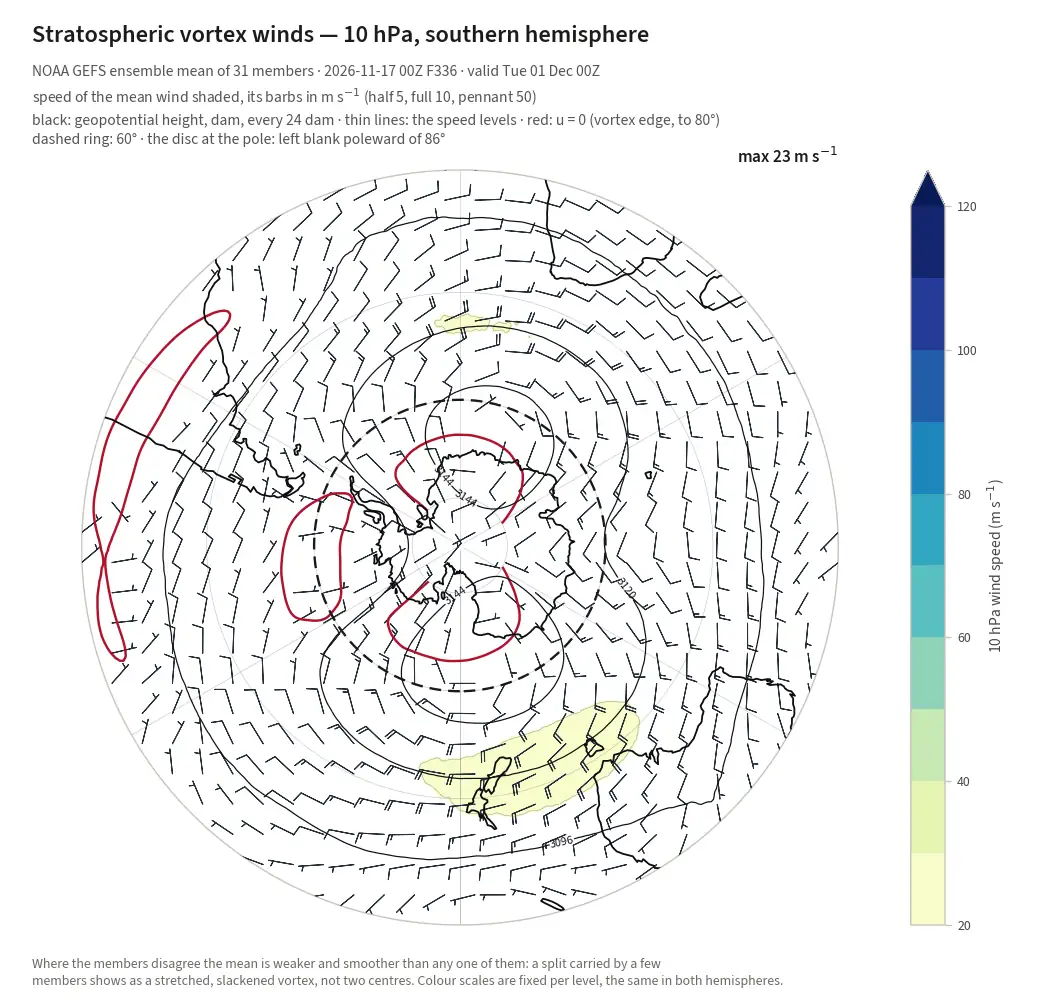 Stratospheric vortex winds — 10 hPa, southern hemisphere
NOAA GEFS ensemble mean of 31 members · 2026-11-17 00Z F336 · valid Tue 01 Dec 00Z
speed of the mean wind shaded, its barbs in m s⁻¹ (half 5, full 10, pennant 50)
black: geopotential height, dam, every 24 dam · thin lines: the speed levels · red: u = 0 (vortex edge, to 80°)
dashed ring: 60° · the disc at the pole: left blank poleward of 86°
max 23 m s⁻¹
120
100
80
60
40
20
10 hPa wind speed (m s⁻¹)
3144
3144
3144
3120
3096
Where the members disagree the mean is weaker and smoother than any one of them: a split carried by a few
members shows as a stretched, slackened vortex, not two centres. Colour scales are fixed per level, the same in both hemispheres.